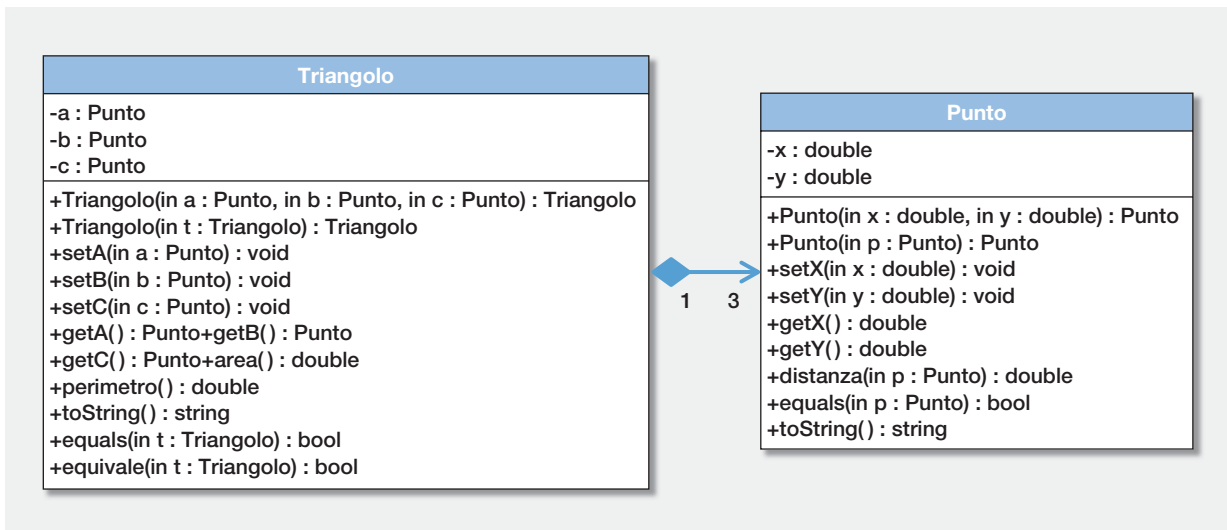 Triangolo
-a : Punto
-b : Punto
-c : Punto
+Triangolo(in a : Punto, in b : Punto, in c : Punto) : Triangolo
+Triangolo(in t : Triangolo) : Triangolo
+setA(in a : Punto) : void
+setB(in b : Punto) : void
+setC(in c : Punto) : void
+getA() : Punto+getB() : Punto
+getC() : Punto+area() : double
+perimetro() : double
+toString() : string
+equals(in t : Triangolo) : bool
+equivale(in t : Triangolo) : bool
1 3
Punto
-x : double
-y : double
+Punto(in x : double, in y : double) : Punto
+Punto(in p : Punto) : Punto
+setX(in x : double) : void
+setY(in y : double) : void
+getX() : double
+getY() : double
+distanza(in p : Punto) : double
+equals(in p : Punto) : bool
+toString() : string